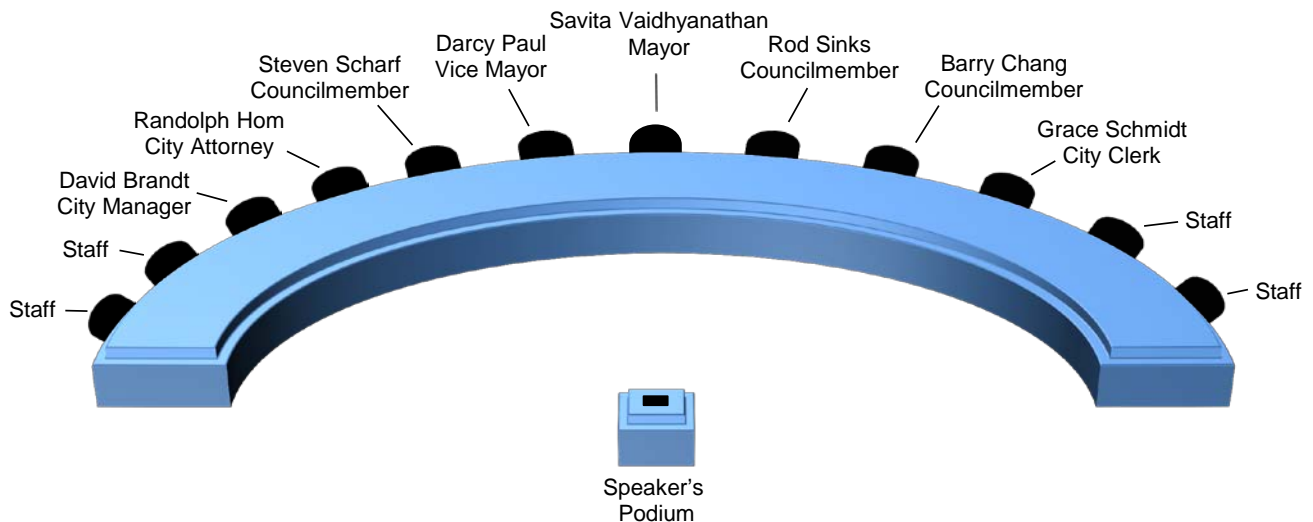 Savita Vaidhyanathan
Mayor
Darcy Paul
Vice Mayor
Rod Sinks
Councilmember
Steven Scharf
Councilmember
Barry Chang
Councilmember
Randolph Hom
City Attorney
Grace Schmidt
City Clerk
David Brandt
City Manager
Staff
Staff
Staff
Staff
Speaker's
Podium